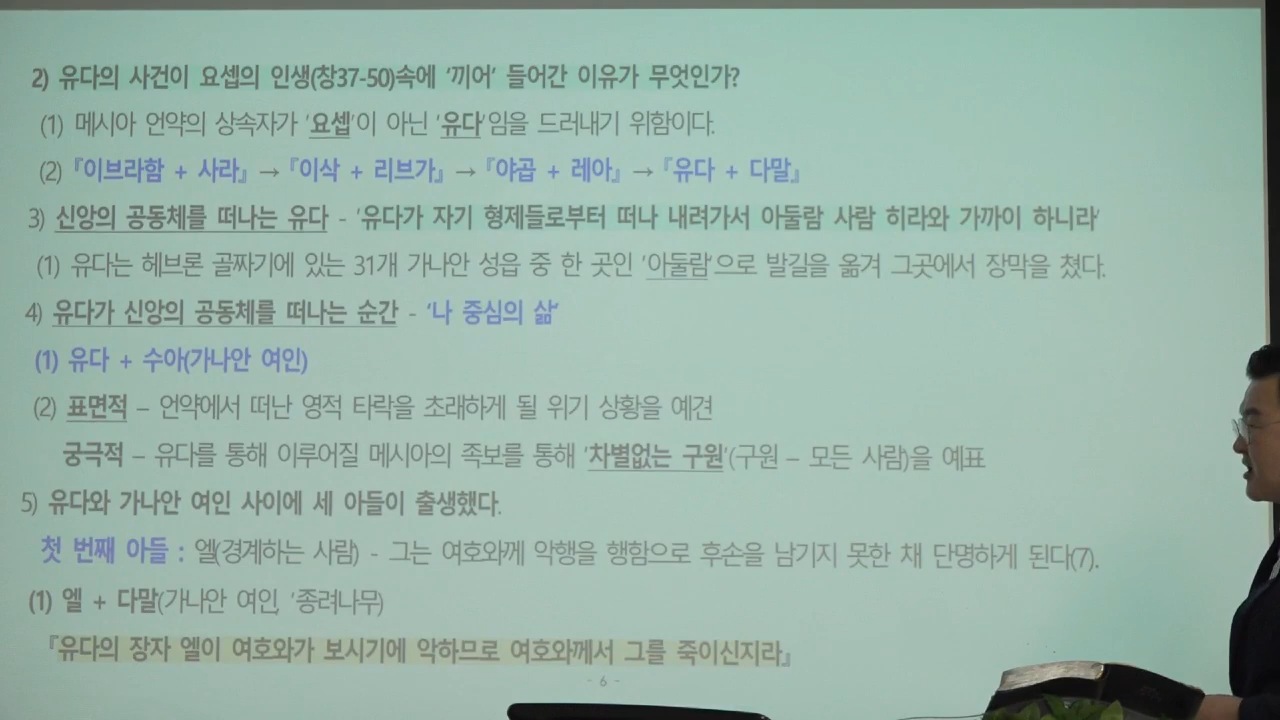 2) 유다의 사건이 요셉의 인생(창37-50)속에 '끼어' 들어간 이유가 무엇인가?
(1) 메시아 언약의 상속자가 '요셉'이 아닌 '유다'임을 드러내기 위함이다.
(2) 『이브라함 + 사라』 → 『이삭 + 리브가』 → 『야곱 + 레아』 → 『유다 + 다말』
3) 신앙의 공동체를 떠나는 유다 - '유다가 자기 형제들로부터 떠나 내려가서 아둘람 사람 히라와 가까이 하니라'
(1) 유다는 헤브론 골짜기에 있는 31개 가나안 성읍 중 한 곳인 '아둘람'으로 발길을 옮겨 그곳에서 장막을 쳤다.
4) 유다가 신앙의 공동체를 떠나는 순간 - '나 중심의 삶'
(1) 유다 + 수아(가나안 여인)
(2) 표면적 – 언약에서 떠난 영적 타락을 초래하게 될 위기 상황을 예견
궁극적 – 유다를 통해 이루어질 메시아의 족보를 통해 '차별없는 구원'(구원 – 모든 사람)을 예표
5) 유다와 가나안 여인 사이에 세 아들이 출생했다.
첫 번째 아들 : 엘(경계하는 사람) - 그는 여호와께 악행을 행함으로 후손을 남기지 못한 채 단명하게 된다(7).
(1) 엘 + 다말(가나안 여인, '종려나무)
『유다의 장자 엘이 여호와가 보시기에 악하므로 여호와께서 그를 죽이신지라』
- 6 -